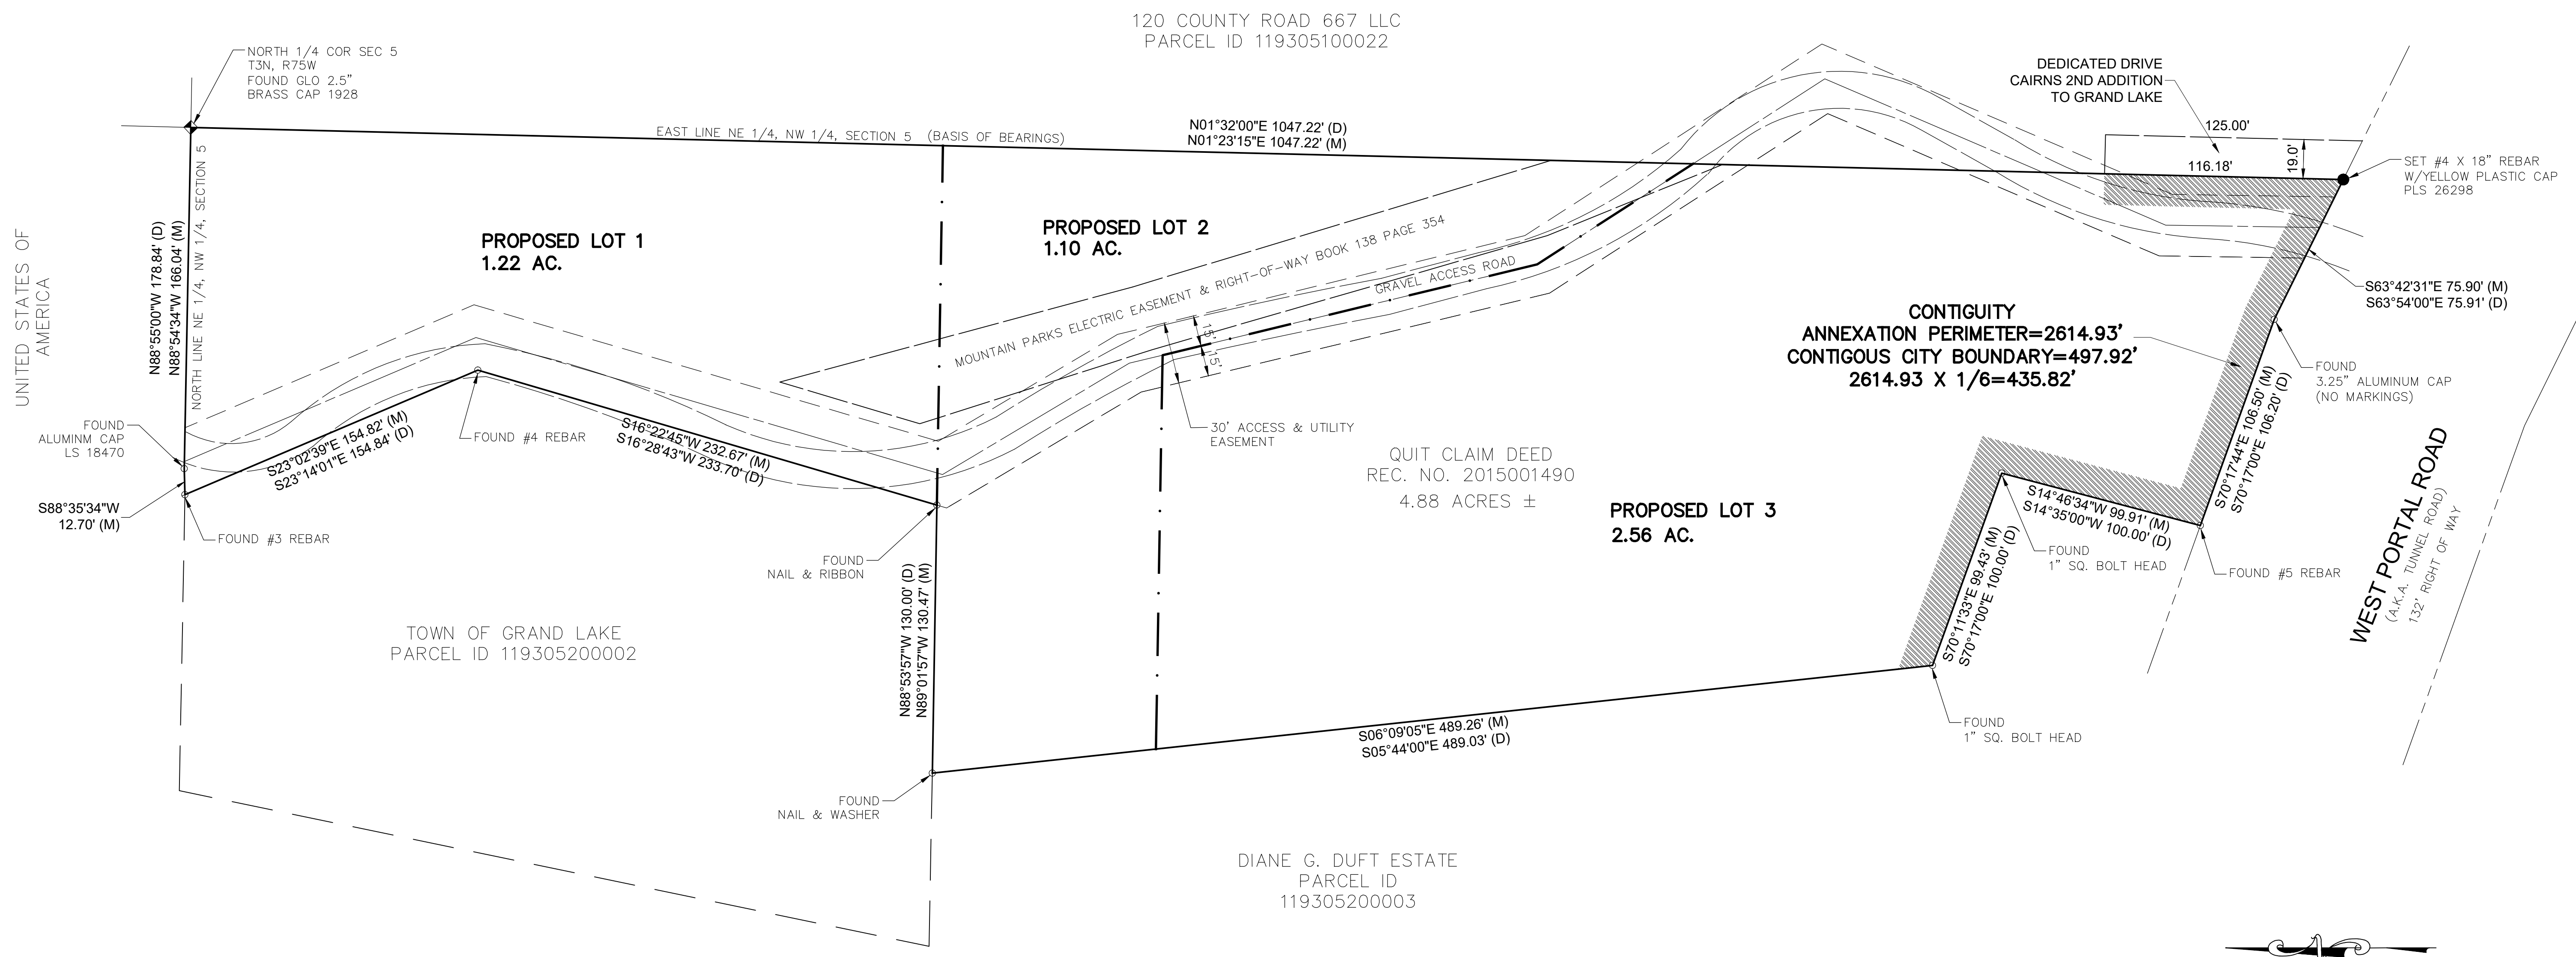 120 COUNTY ROAD 667 LLC
PARCEL ID 119305100022
NORTH 1/4 COR SEC 5
T3N, R75W
FOUND GLO 2.5"
BRASS CAP 1928
DEDICATED DRIVE
CAIRNS 2ND ADDITION
TO GRAND LAKE
125.00'
116.18'
19.0'
SET #4 X 18" REBAR
W/YELLOW PLASTIC CAP
PLS 26298
EAST LINE NE 1/4, NW 1/4, SECTION 5   (BASIS OF BEARINGS)
N01°32'00"E 1047.22' (D)
N01°23'15"E 1047.22' (M)
UNITED STATES OF
AMERICA
N88°55'00"W 178.84' (D)
N88°54'34"W 166.04' (M)
NORTH LINE NE 1/4, NW 1/4, SECTION 5
PROPOSED LOT 1
1.22 AC.
PROPOSED LOT 2
1.10 AC.
MOUNTAIN PARKS ELECTRIC EASEMENT & RIGHT-OF-WAY BOOK 138 PAGE 354
GRAVEL ACCESS ROAD
15'
15'
30' ACCESS & UTILITY
EASEMENT
CONTIGUITY
ANNEXATION PERIMETER=2614.93'
CONTIGOUS CITY BOUNDARY=497.92'
2614.93 X 1/6=435.82'
S63°42'31"E 75.90' (M)
S63°54'00"E 75.91' (D)
FOUND
3.25" ALUMINUM CAP
(NO MARKINGS)
S70°17'44"E 106.50' (M)
S70°17'00"E 106.20' (D)
FOUND
ALUMINM CAP
LS 18470
S88°35'34"W
12.70' (M)
FOUND #3 REBAR
S23°02'39"E 154.82' (M)
S23°14'01"E 154.84' (D)
FOUND #4 REBAR
S16°22'45"W 232.67' (M)
S16°28'43"W 233.70' (D)
FOUND
NAIL & RIBBON
QUIT CLAIM DEED
REC. NO. 2015001490
4.88 ACRES ±
PROPOSED LOT 3
2.56 AC.
S14°46'34"W 99.91' (M)
S14°35'00"W 100.00' (D)
FOUND
1" SQ. BOLT HEAD
FOUND #5 REBAR
S70°11'33"E 99.43' (M)
S70°17'00"E 100.00' (D)
WEST PORTAL ROAD
(A.K.A. TUNNEL ROAD)
132' RIGHT OF WAY
TOWN OF GRAND LAKE
PARCEL ID 119305200002
N88°53'57"W 130.00' (D)
N89°01'57"W 130.47' (M)
FOUND
NAIL & WASHER
S06°09'05"E 489.26' (M)
S05°44'00"E 489.03' (D)
FOUND
1" SQ. BOLT HEAD
DIANE G. DUFT ESTATE
PARCEL ID
119305200003